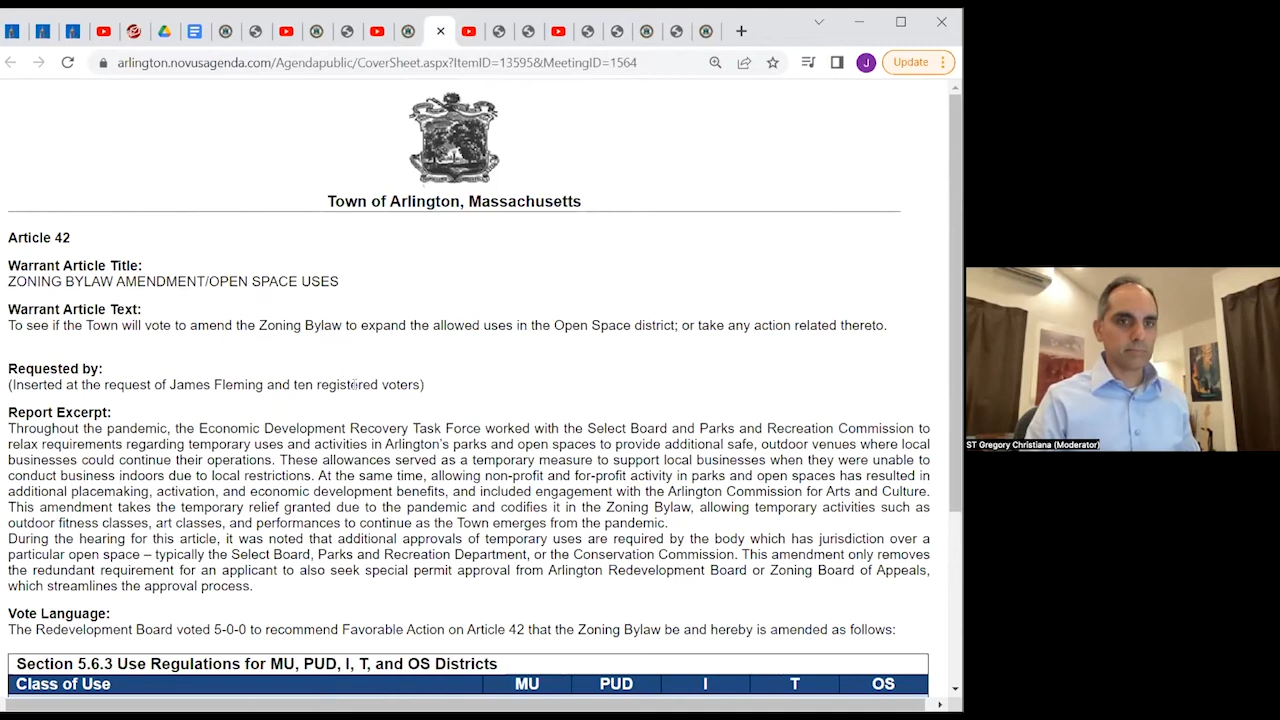 arlington.novusagenda.com/Agendapublic/CoverSheet.aspx?ItemID=13595&MeetingID=1564
J
Update
Town of Arlington, Massachusetts
Article 42
Warrant Article Title:
ZONING BYLAW AMENDMENT/OPEN SPACE USES
Warrant Article Text:
To see if the Town will vote to amend the Zoning Bylaw to expand the allowed uses in the Open Space district; or take any action related thereto.
Requested by:
(Inserted at the request of James Fleming and ten registered voters)
Report Excerpt:
Throughout the pandemic, the Economic Development Recovery Task Force worked with the Select Board and Parks and Recreation Commission to
relax requirements regarding temporary uses and activities in Arlington's parks and open spaces to provide additional safe, outdoor venues where local
businesses could continue their operations. These allowances served as a temporary measure to support local businesses when they were unable to
conduct business indoors due to local restrictions. At the same time, allowing non-profit and for-profit activity in parks and open spaces has resulted in
additional placemaking, activation, and economic development benefits, and included engagement with the Arlington Commission for Arts and Culture.
This amendment takes the temporary relief granted due to the pandemic and codifies it in the Zoning Bylaw, allowing temporary activities such as
outdoor fitness classes, art classes, and performances to continue as the Town emerges from the pandemic.
During the hearing for this article, it was noted that additional approvals of temporary uses are required by the body which has jurisdiction over a
particular open space – typically the Select Board, Parks and Recreation Department, or the Conservation Commission. This amendment only removes
the redundant requirement for an applicant to also seek special permit approval from Arlington Redevelopment Board or Zoning Board of Appeals,
which streamlines the approval process.
Vote Language:
The Redevelopment Board voted 5-0-0 to recommend Favorable Action on Article 42 that the Zoning Bylaw be and hereby is amended as follows:
Section 5.6.3 Use Regulations for MU, PUD, I, T, and OS Districts
Class of Use MU PUD I T OS
ST Gregory Christiana (Moderator)